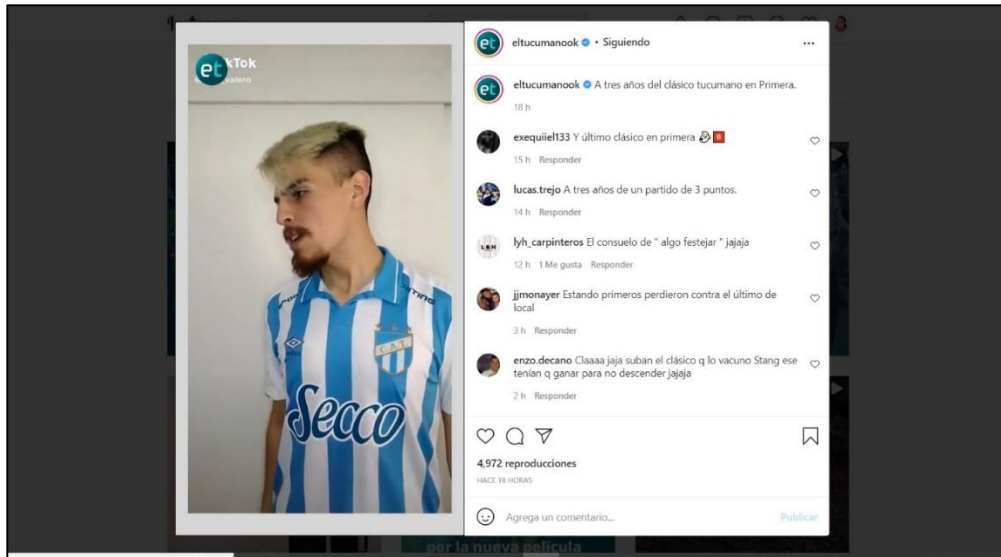 et
kTok
valero
C.A.T.
Secco
por la nueva película
et
eltucumanook • Siguiendo
et
eltucumanook A tres años del clásico tucumano en Primera.
18 h
exequiiel133 Y último clásico en primera 👻🅱
15 h Responder
lucas.trejo A tres años de un partido de 3 puntos.
14 h Responder
lyh_carpinteros El consuelo de " algo festejar " jajaja
12 h 1 Me gusta Responder
jjmonayer Estando primeros perdieron contra el último de
local
3 h Responder
enzo.decano Claaaa jaja suban el clásico q lo vacuno Stang ese
tenían q ganar para no descender jajaja
2 h Responder
4,972 reproducciones
HACE 18 HORAS
Agrega un comentario...
Publicar